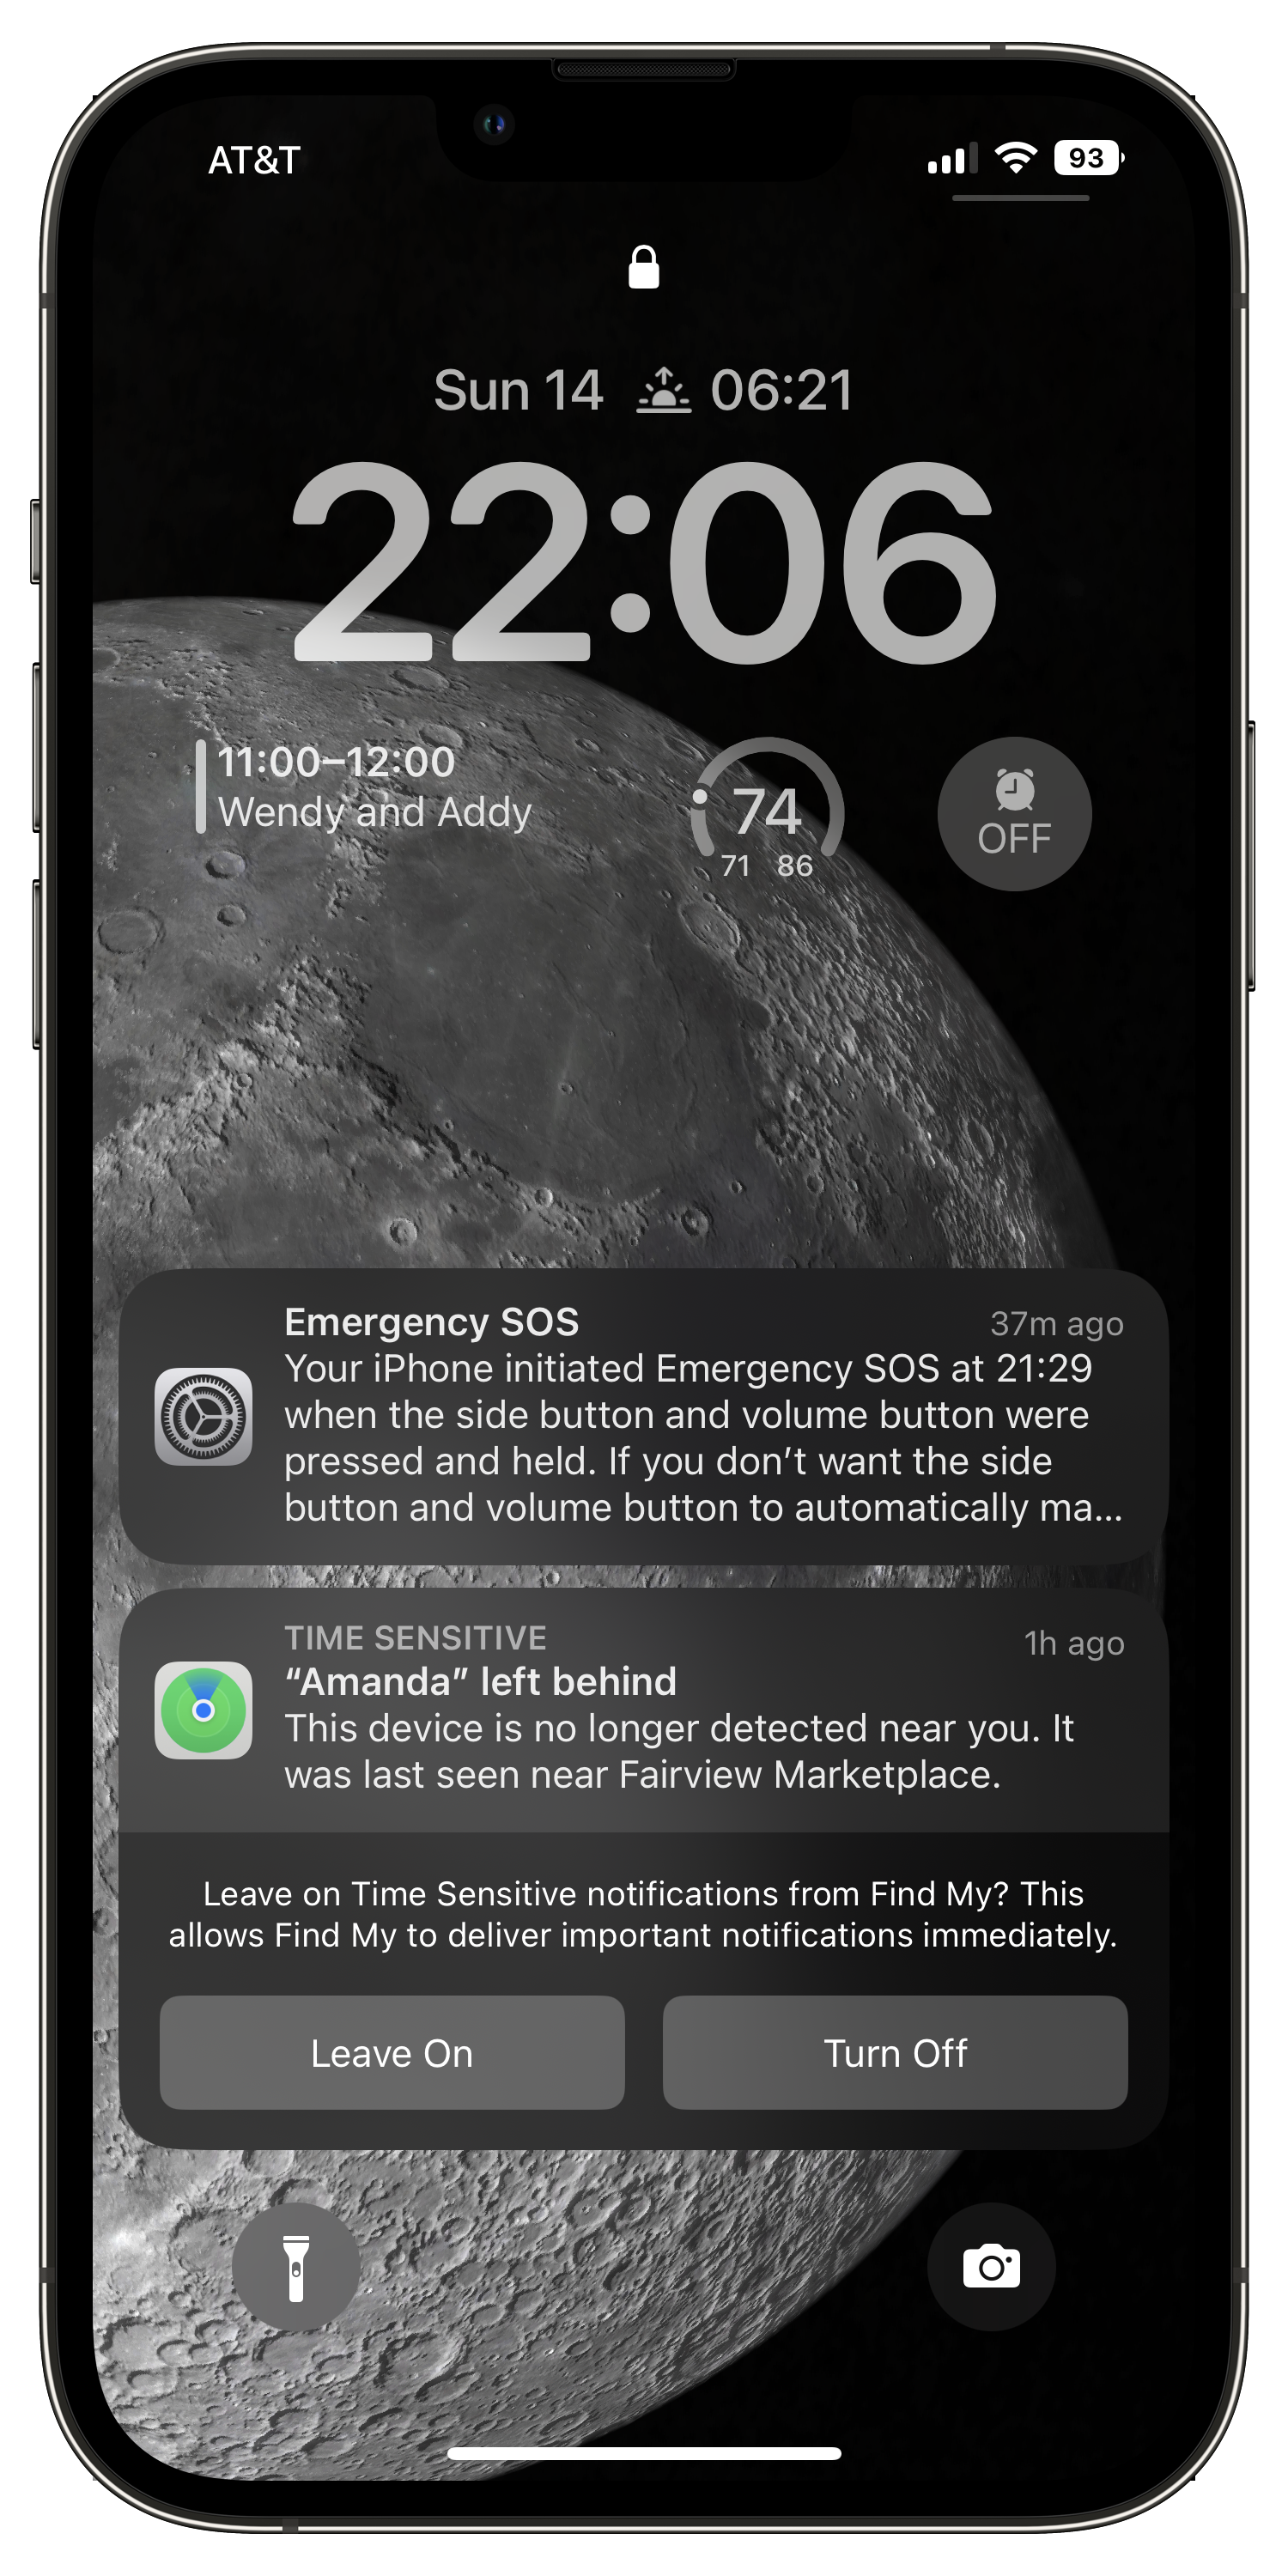 AT&T
93
Sun 14 06:21
22:06
11:00–12:00
Wendy and Addy
74
71 86
OFF
Emergency SOS
37m ago
Your iPhone initiated Emergency SOS at 21:29
when the side button and volume button were
pressed and held. If you don’t want the side
button and volume button to automatically ma...
TIME SENSITIVE
1h ago
“Amanda” left behind
This device is no longer detected near you. It
was last seen near Fairview Marketplace.
Leave on Time Sensitive notifications from Find My? This
allows Find My to deliver important notifications immediately.
Leave On
Turn Off